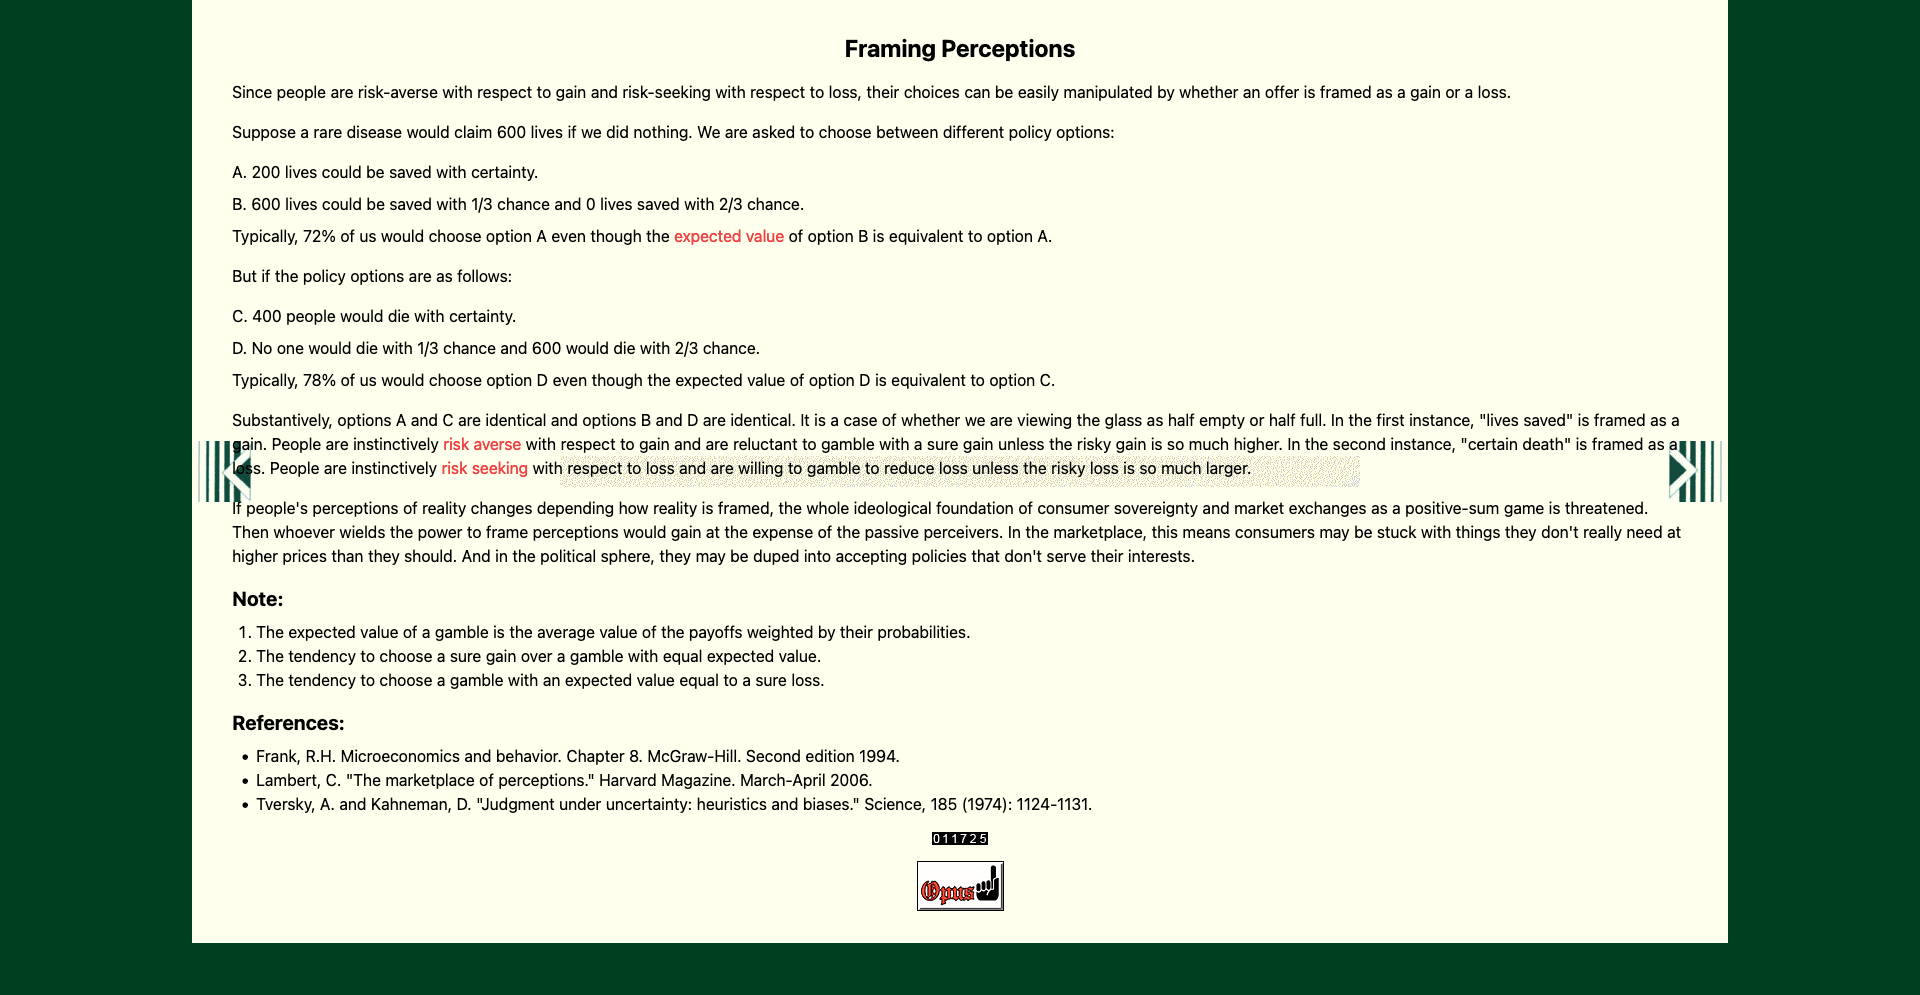 Framing Perceptions
Since people are risk-averse with respect to gain and risk-seeking with respect to loss, their choices can be easily manipulated by whether an offer is framed as a gain or a loss.
Suppose a rare disease would claim 600 lives if we did nothing. We are asked to choose between different policy options:
A. 200 lives could be saved with certainty.
B. 600 lives could be saved with 1/3 chance and 0 lives saved with 2/3 chance.
Typically, 72% of us would choose option A even though the expected value of option B is equivalent to option A.
But if the policy options are as follows:
C. 400 people would die with certainty.
D. No one would die with 1/3 chance and 600 would die with 2/3 chance.
Typically, 78% of us would choose option D even though the expected value of option D is equivalent to option C.
Substantively, options A and C are identical and options B and D are identical. It is a case of whether we are viewing the glass as half empty or half full. In the first instance, "lives saved" is framed as a
gain. People are instinctively risk averse with respect to gain and are reluctant to gamble with a sure gain unless the risky gain is so much higher. In the second instance, "certain death" is framed as a
loss. People are instinctively risk seeking with respect to loss and are willing to gamble to reduce loss unless the risky loss is so much larger.
If people's perceptions of reality changes depending how reality is framed, the whole ideological foundation of consumer sovereignty and market exchanges as a positive-sum game is threatened.
Then whoever wields the power to frame perceptions would gain at the expense of the passive perceivers. In the marketplace, this means consumers may be stuck with things they don't really need at
higher prices than they should. And in the political sphere, they may be duped into accepting policies that don't serve their interests.
Note:
1. The expected value of a gamble is the average value of the payoffs weighted by their probabilities.
2. The tendency to choose a sure gain over a gamble with equal expected value.
3. The tendency to choose a gamble with an expected value equal to a sure loss.
References:
• Frank, R.H. Microeconomics and behavior. Chapter 8. McGraw-Hill. Second edition 1994.
• Lambert, C. "The marketplace of perceptions." Harvard Magazine. March-April 2006.
• Tversky, A. and Kahneman, D. "Judgment under uncertainty: heuristics and biases." Science, 185 (1974): 1124-1131.
011725
Opus